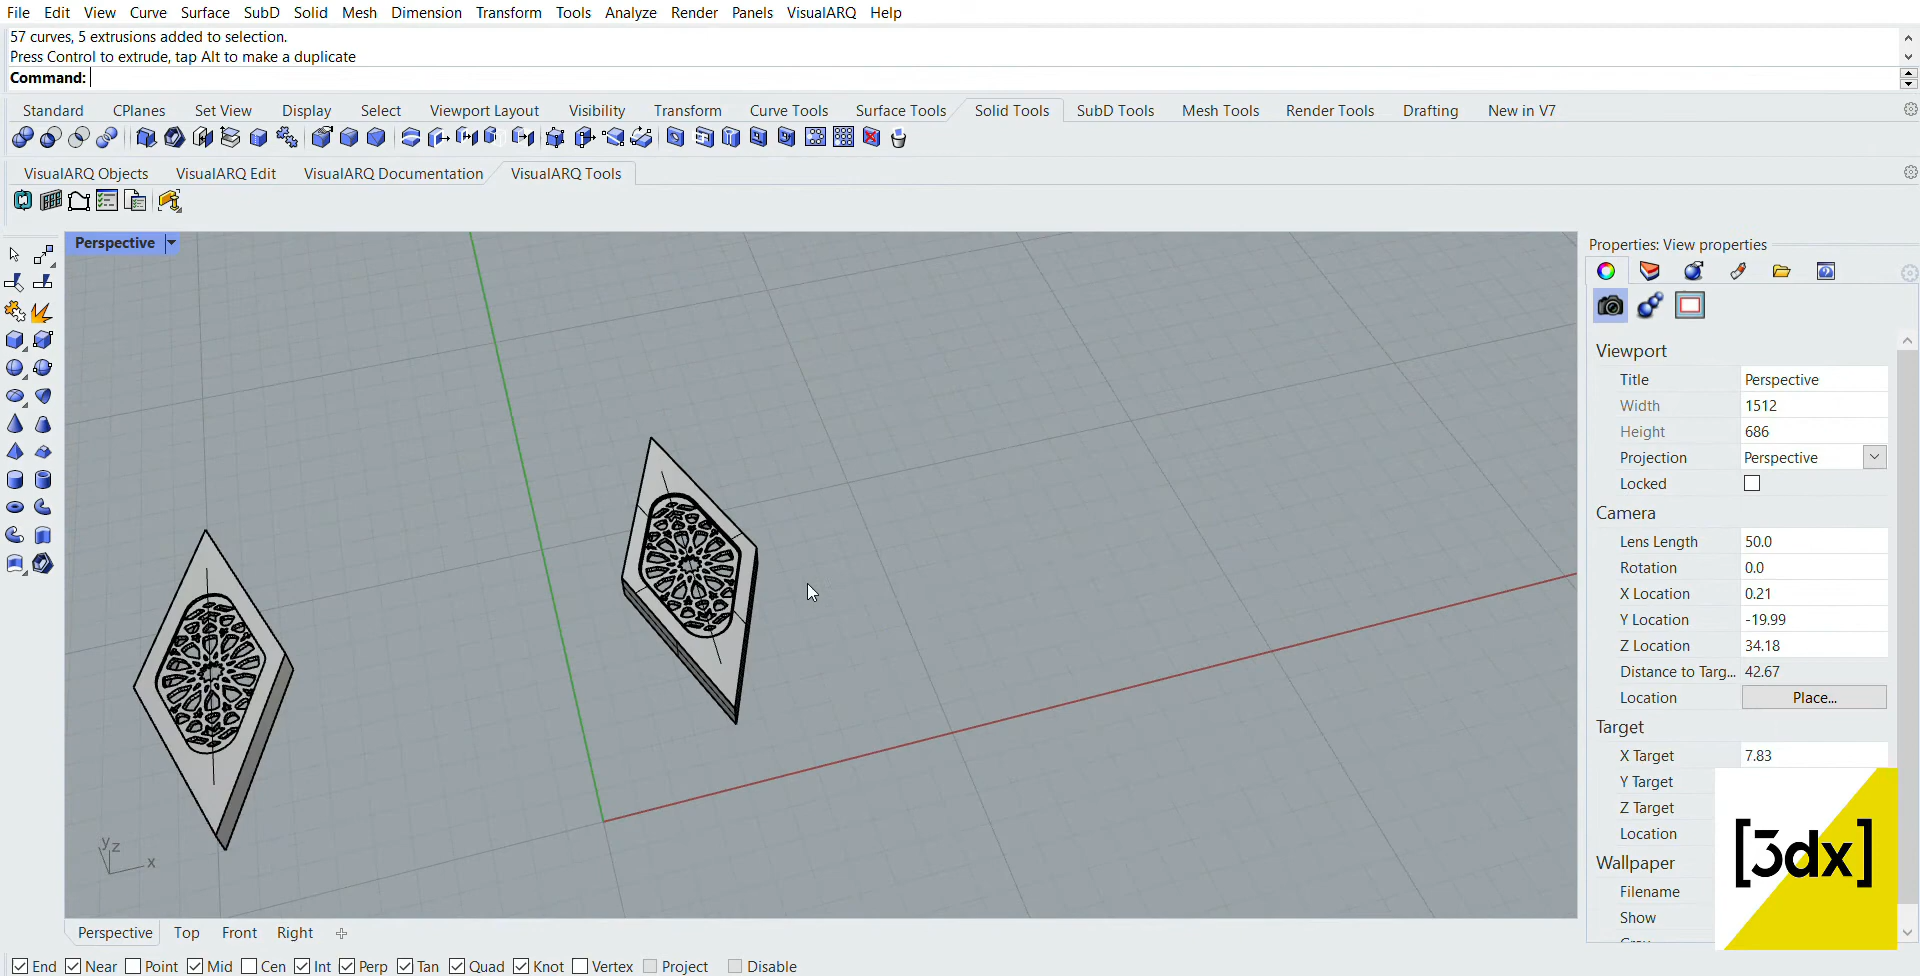 File Edit View Curve Surface SubD Solid Mesh Dimension Transform Tools Analyze Render Panels VisualARQ Help
57 curves, 5 extrusions added to selection.
Press Control to extrude, tap Alt to make a duplicate
Command:
Standard CPlanes Set View Display Select Viewport Layout Visibility Transform Curve Tools Surface Tools Solid Tools SubD Tools Mesh Tools Render Tools Drafting New in V7
VisualARQ Objects VisualARQ Edit VisualARQ Documentation VisualARQ Tools
Perspective
Properties: View properties
Viewport
Title Perspective
Width 1512
Height 686
Projection Perspective
Locked
Camera
Lens Length 50.0
Rotation 0.0
X Location 0.21
Y Location -19.99
Z Location 34.18
Distance to Targ... 42.67
Location Place...
Target
X Target 7.83
Y Target
Z Target
Location
Wallpaper
Filename
Show
[3dx]
y z x
Perspective Top Front Right
End Near Point Mid Cen Int Perp Tan Quad Knot Vertex Project Disable